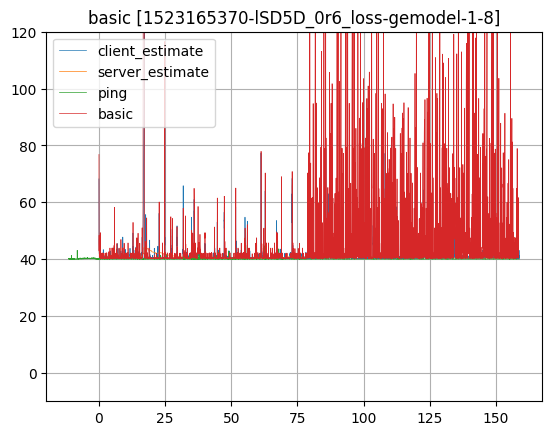 basic [1523165370-lSD5D_0r6_loss-gemodel-1-8]
client_estimate
server_estimate
ping
basic
120
100
80
60
40
20
0
0 25 50 75 100 125 150